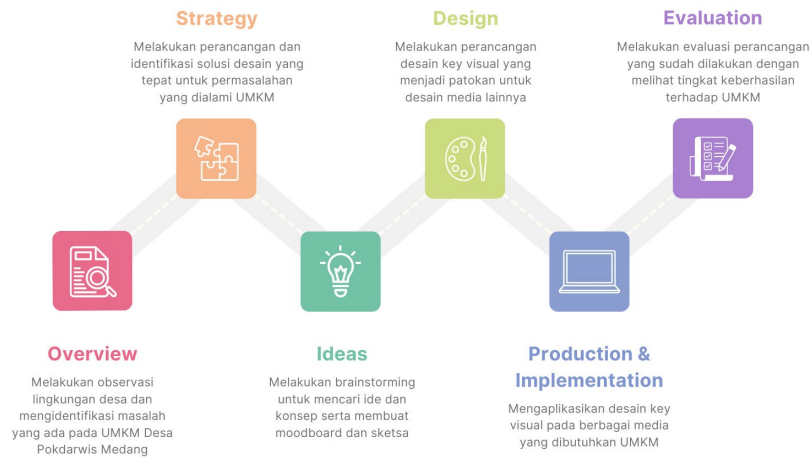 Strategy
Melakukan perancangan dan
identifikasi solusi desain yang
tepat untuk permasalahan
yang dialami UMKM
Design
Melakukan perancangan
desain key visual yang
menjadi patokan untuk
desain media lainnya
Evaluation
Melakukan evaluasi perancangan
yang sudah dilakukan dengan
melihat tingkat keberhasilan
terhadap UMKM
Overview
Melakukan observasi
lingkungan desa dan
mengidentifikasi masalah
yang ada pada UMKM Desa
Pokdarwis Medang
Ideas
Melakukan brainstorming
untuk mencari ide dan
konsep serta membuat
moodboard dan sketsa
Production &
Implementation
Mengaplikasikan desain key
visual pada berbagai media
yang dibutuhkan UMKM